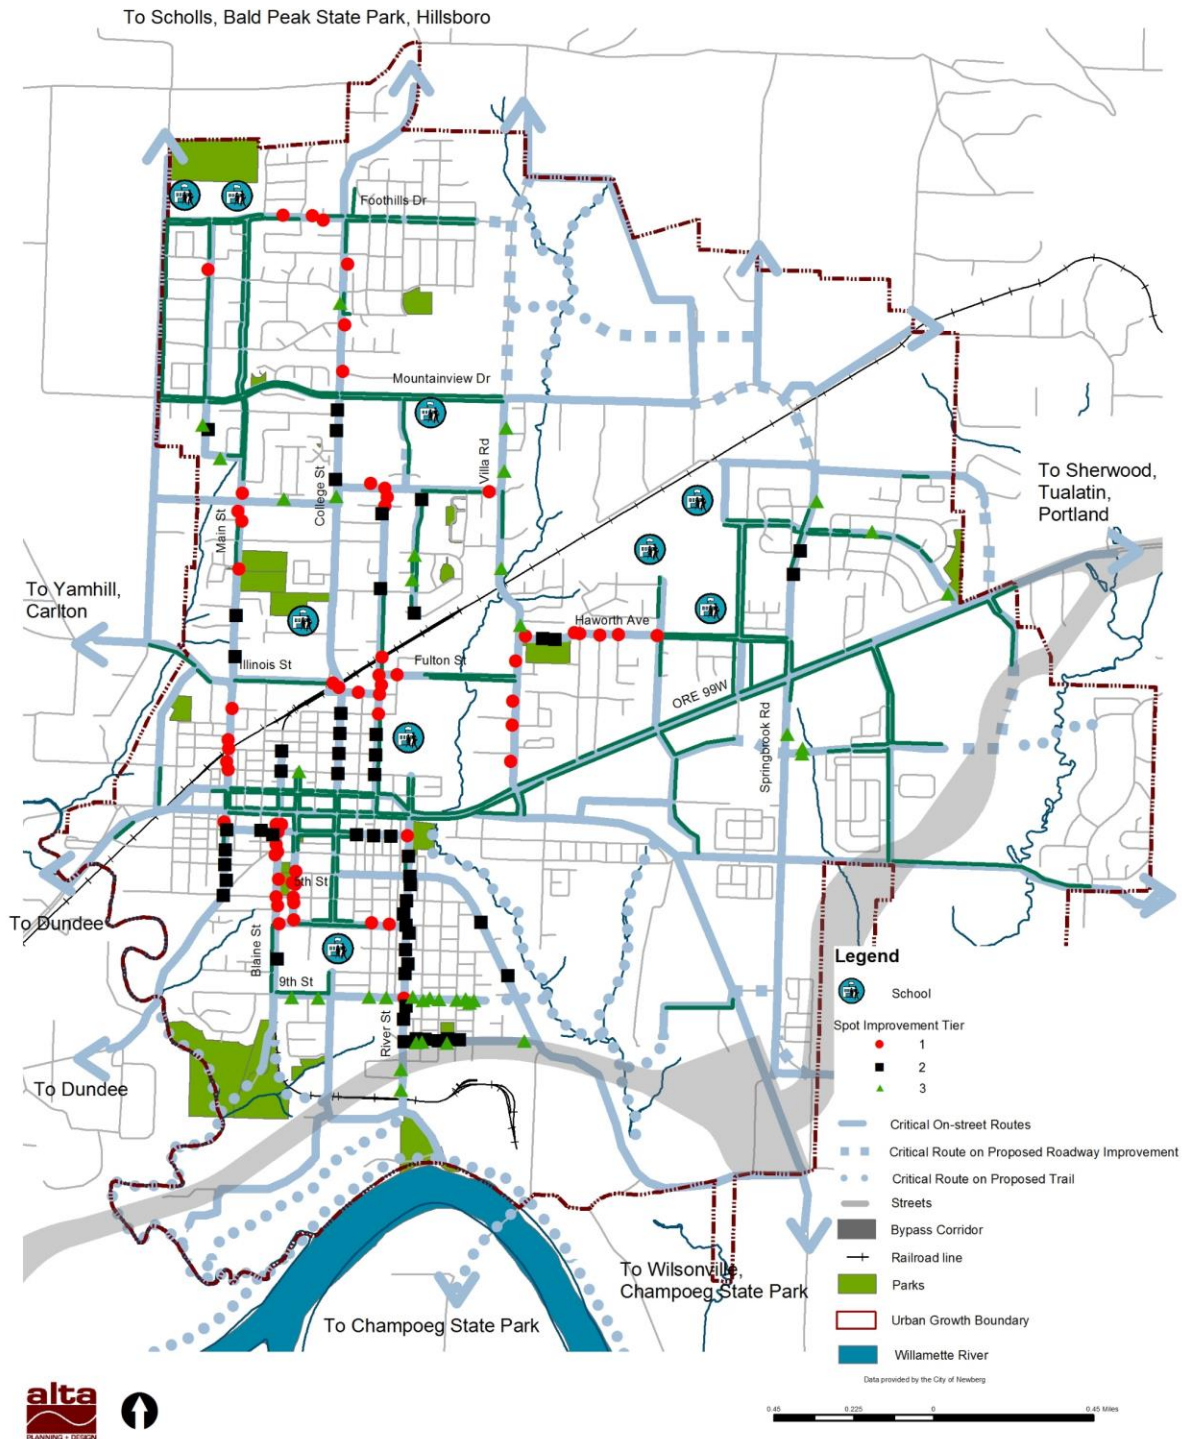 To Scholls, Bald Peak State Park, Hillsboro
Foothills Dr
Mountainview Dr
Villa Rd
College St
Main St
To Sherwood,
Tualatin,
Portland
To Yamhill,
Carlton
Haworth Ave
Illinois St
Fulton St
ORE 99W
Springbrook Rd
5th St
To Dundee
Blaine St
9th St
River St
To Dundee
Legend
School
Spot Improvement Tier
1
2
3
Critical On-street Routes
Critical Route on Proposed Roadway Improvement
Critical Route on Proposed Trail
Streets
Bypass Corridor
Railroad line
Parks
Urban Growth Boundary
Willamette River
To Wilsonville,
Champoeg State Park
To Champoeg State Park
Data provided by the City of Newberg
alta
PLANNING + DESIGN
0.45 0.225 0 0.45 Miles